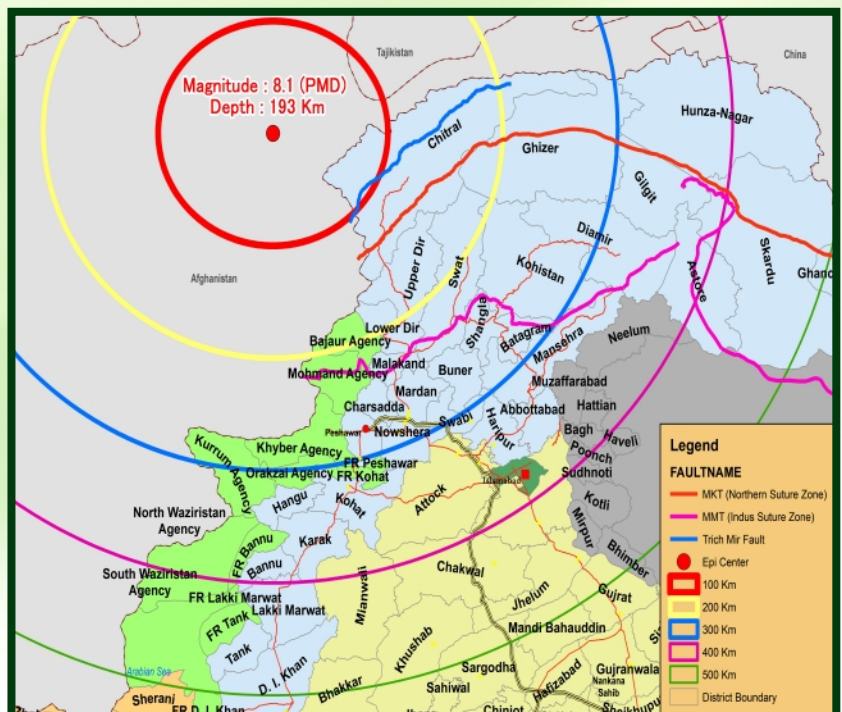 Tajikistan
China
Magnitude : 8.1 (PMD)
Depth : 193 Km
Hunza-Nagar
Chitral
Ghizer
Gilgit
Diamir
Skardu
Afghanistan
Upper Dir
Swat
Kohistan
Astore
Ghanc
Shangla
Lower Dir
Bajaur Agency
Batagram
Mansehra
Neelum
Malakand
Mohmand Agency
Buner
Muzaffarabad
Mardan
Charsadda
Abbottabad
Hattian
Swabi
Haripur
Peshawar
Nowshera
Bagh
Haveli
Poonch
Kurrum Agency
Khyber Agency
FR Peshawar
Orakzai Agency
FR Kohat
Islamabad
Sudhnoti
Hangu
Kohat
Attock
Kotli
North Waziristan
Agency
Karak
Mirpur
FR Bannu
Bannu
Bhimber
South Waziristan
Agency
Mianwali
Chakwal
FR Lakki Marwat
Lakki Marwat
Jhelum
Gujrat
FR Tank
Mandi Bahauddin
Tank
Khushab
Arabian Sea
D. I. Khan
Sargodha
Gujranwala
Hafizabad
Nankana
Sahib
Sherani
Bhakkar
Sahiwal
FR D. I. Khan
Chiniot
Sheikhupu
Legend
FAULTNAME
MKT (Northern Suture Zone)
MMT (Indus Suture Zone)
Trich Mir Fault
Epi Center
100 Km
200 Km
300 Km
400 Km
500 Km
District Boundary